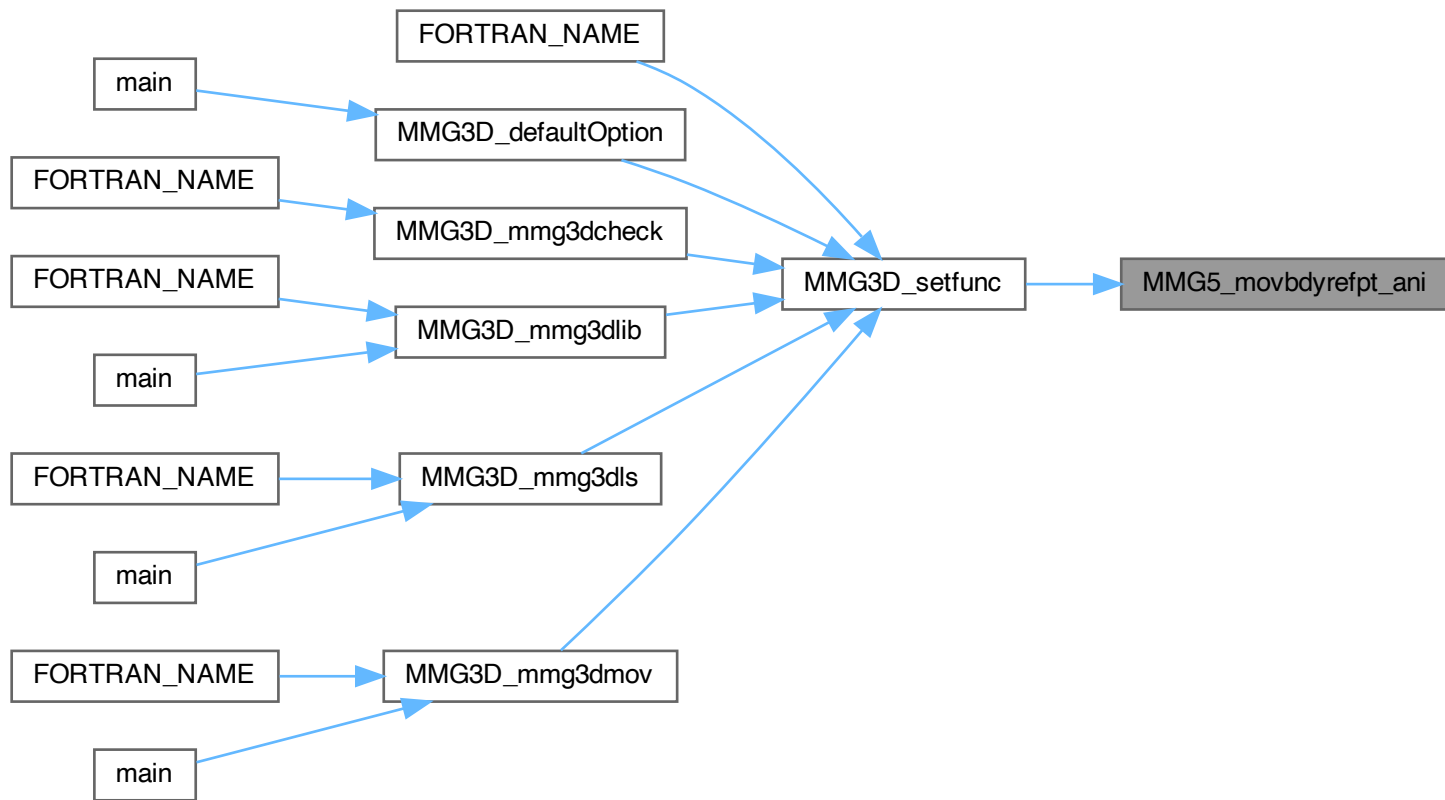 FORTRAN_NAME
main
MMG3D_defaultOption
FORTRAN_NAME
MMG3D_mmg3dcheck
FORTRAN_NAME
MMG3D_setfunc
MMG5_movbdyrefpt_ani
MMG3D_mmg3dlib
main
FORTRAN_NAME
MMG3D_mmg3dls
main
FORTRAN_NAME
MMG3D_mmg3dmov
main